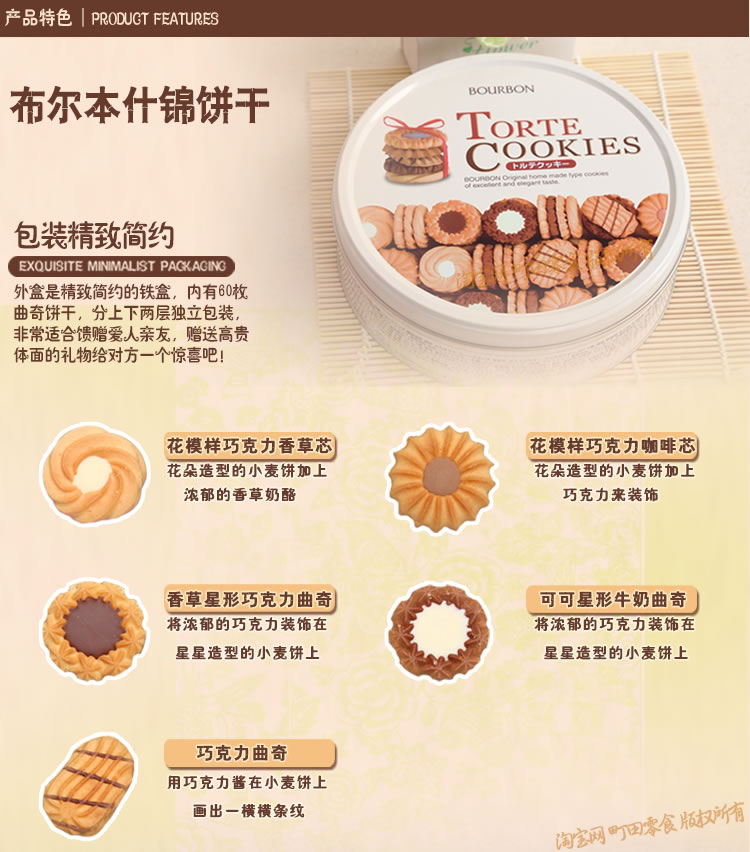 产品特色 | PRODUCT FEATURES
Flower
布尔本什锦饼干
BOURBON
TORTE
COOKIES
トルテクッキー
BOURBON Original home made type cookies
of excellent and elegant taste.
包装精致简约
EXQUISITE MINIMALIST PACKAGING
外盒是精致简约的铁盒，内有60枚
曲奇饼干，分上下两层独立包装，
非常适合馈赠爱人亲友，赠送高贵
体面的礼物给对方一个惊喜吧！
花模样巧克力香草芯
花朵造型的小麦饼加上
浓郁的香草奶酪
花模样巧克力咖啡芯
花朵造型的小麦饼加上
巧克力来装饰
香草星形巧克力曲奇
将浓郁的巧克力装饰在
星星造型的小麦饼上
可可星形牛奶曲奇
将浓郁的巧克力装饰在
星星造型的小麦饼上
巧克力曲奇
用巧克力酱在小麦饼上
画出一横横条纹
淘宝网 町田零食 版权所有